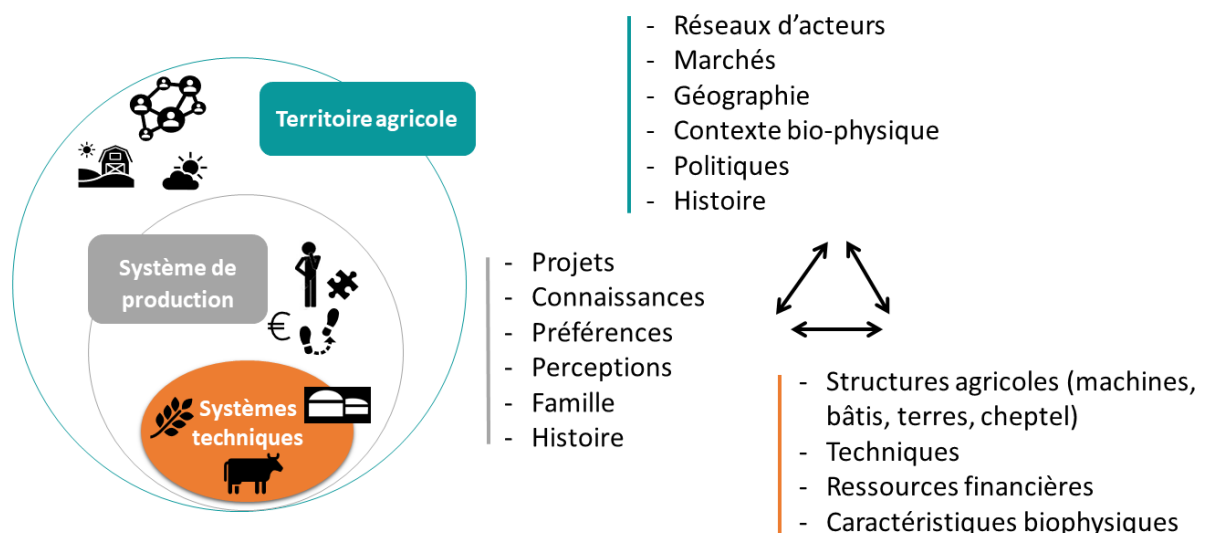 Territoire agricole
Système de
production
Systèmes
techniques
€
- Réseaux d'acteurs
- Marchés
- Géographie
- Contexte bio-physique
- Politiques
- Histoire
- Projets
- Connaissances
- Préférences
- Perceptions
- Famille
- Histoire
- Structures agricoles (machines,
bâtis, terres, cheptel)
- Techniques
- Ressources financières
- Caractéristiques biophysiques